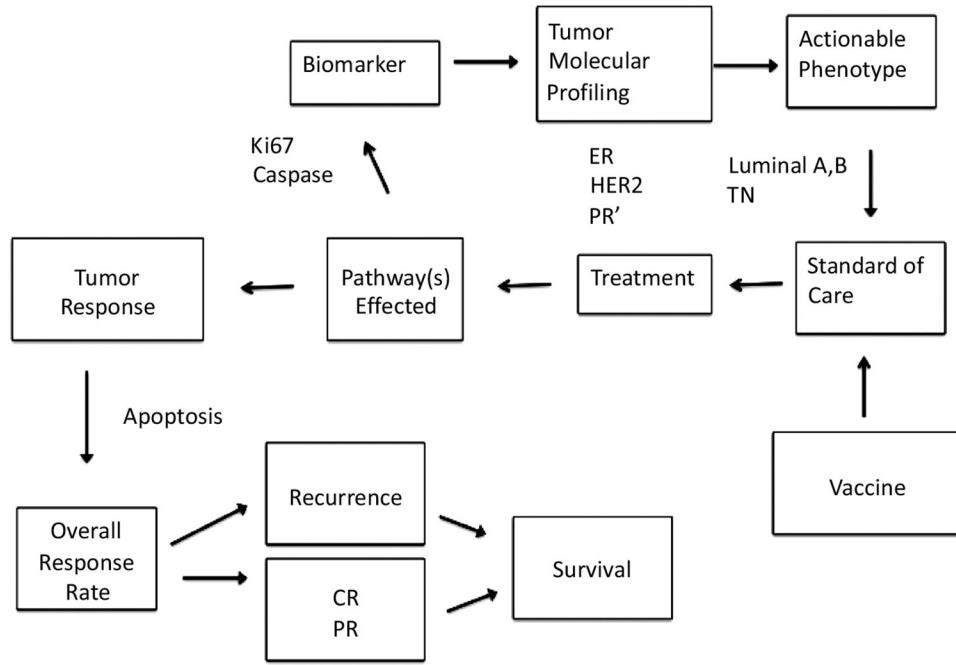 Biomarker
Tumor
Molecular
Profiling
Actionable
Phenotype
Ki67
Caspase
ER
HER2
PR’
Luminal A,B
TN
Tumor
Response
Pathway(s)
Effected
Treatment
Standard of
Care
Apoptosis
Vaccine
Overall
Response
Rate
Recurrence
CR
PR
Survival